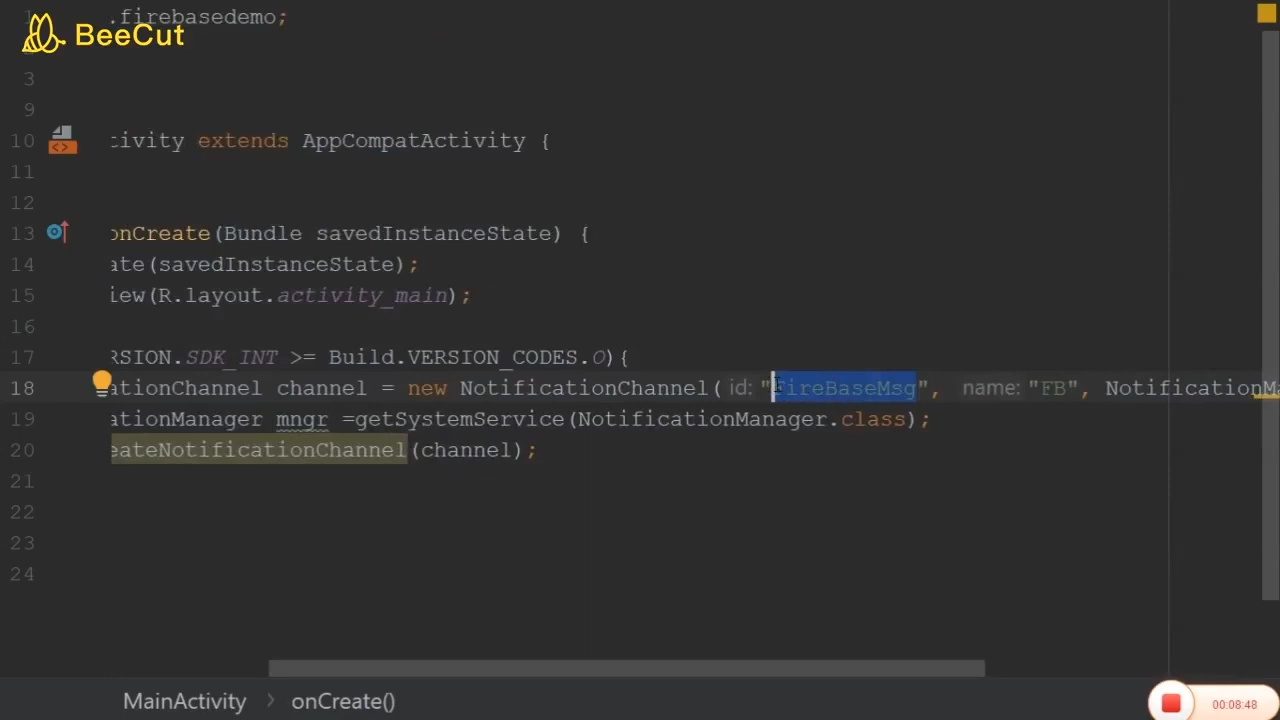 1 .firebasedemo;
BeeCut
3
9
10 tivity extends AppCompatActivity {
11
12
13 onCreate(Bundle savedInstanceState) {
14 ate(savedInstanceState);
15 iew(R.layout.activity_main);
16
17 RSION.SDK_INT >= Build.VERSION_CODES.O){
18 ationChannel channel = new NotificationChannel( id: "FireBaseMsg", name: "FB", NotificationMa
19 ationManager mngr =getSystemService(NotificationManager.class);
20 eateNotificationChannel(channel);
21
22
23
24
MainActivity > onCreate()
00:08:48